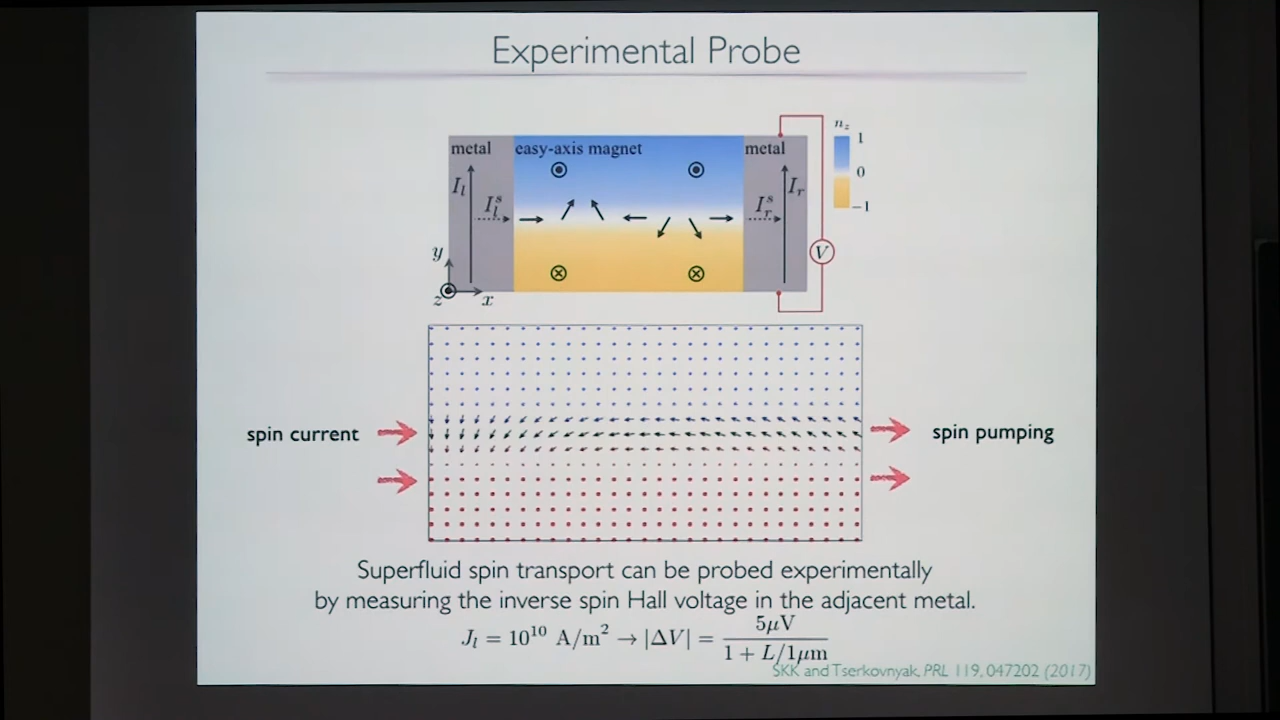 Experimental Probe
metal
easy-axis magnet
metal
n_z
1
0
−1
I_l
I_l^s
I_r^s
I_r
V
y
z
x
spin current
spin pumping
Superfluid spin transport can be probed experimentally
by measuring the inverse spin Hall voltage in the adjacent metal.
J_l = 10^10 A/m^2 → |ΔV| = 5μV / (1 + L/1μm)
SKK and Tserkovnyak, PRL 119, 047202 (2017)